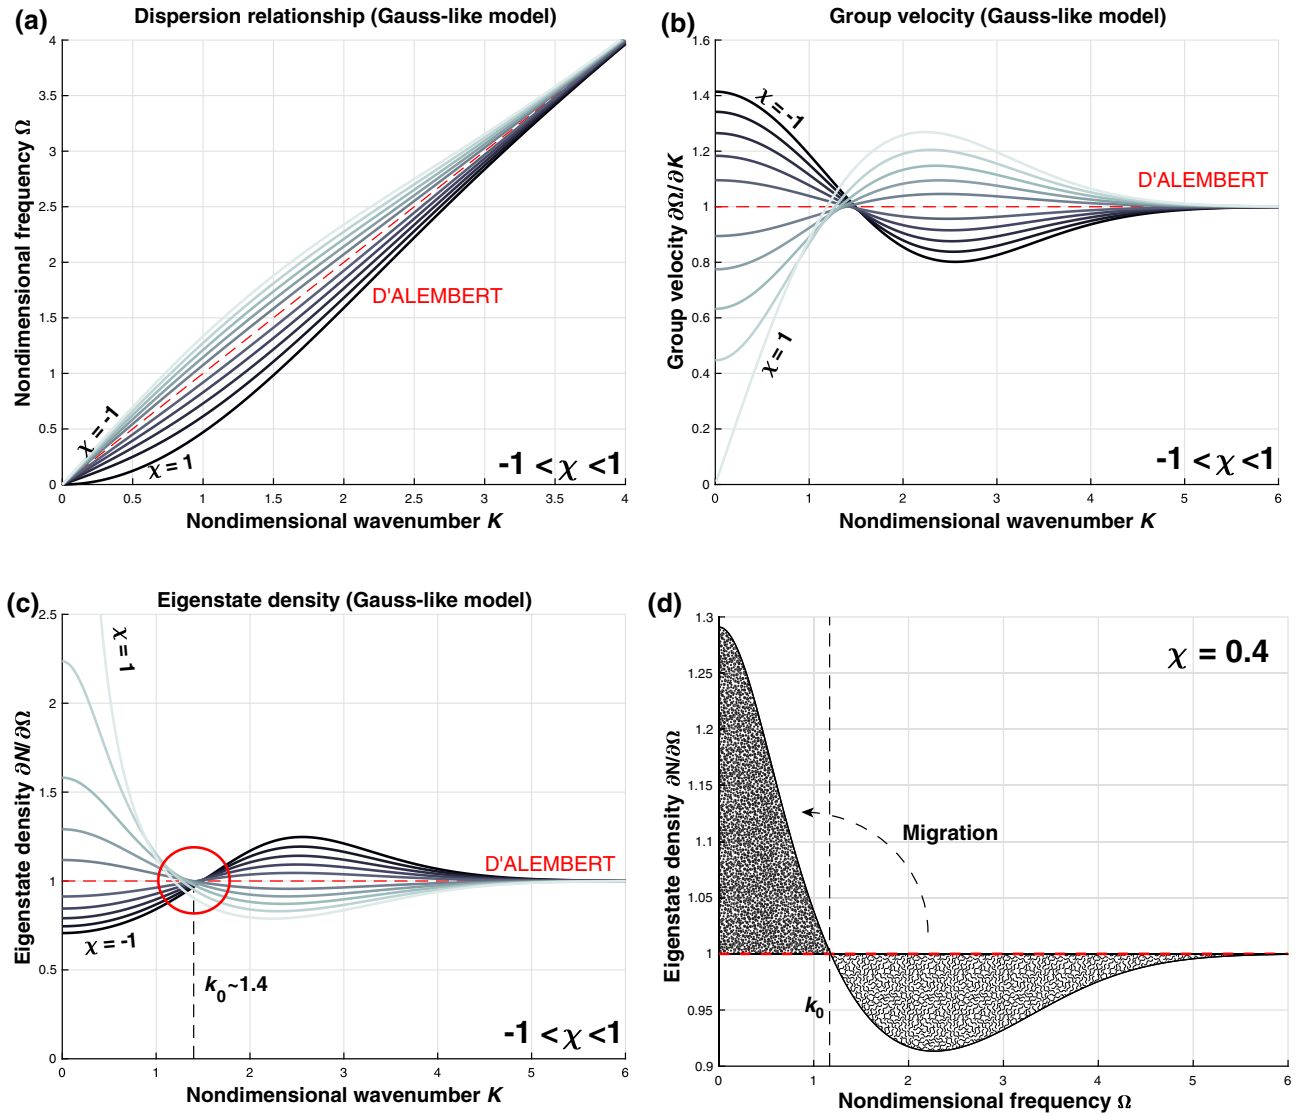 (a)
Dispersion relationship (Gauss-like model)
Nondimensional frequency Ω
4
3.5
3
2.5
2
1.5
1
0.5
0
D'ALEMBERT
χ = -1
χ = 1
-1 < χ <1
0 0.5 1 1.5 2 2.5 3 3.5 4
Nondimensional wavenumber K
(b)
Group velocity (Gauss-like model)
Group velocity ∂Ω/∂K
1.6
1.4
1.2
1
0.8
0.6
0.4
0.2
0
χ = -1
D'ALEMBERT
χ = 1
-1 < χ <1
0 1 2 3 4 5 6
Nondimensional wavenumber K
(c)
Eigenstate density (Gauss-like model)
Eigenstate density ∂N/∂Ω
2.5
2
1.5
1
0.5
0
χ = 1
D'ALEMBERT
χ = -1
k0~1.4
-1 < χ <1
0 1 2 3 4 5 6
Nondimensional wavenumber K
(d)
Eigenstate density ∂N/∂Ω
1.3
1.25
1.2
1.15
1.1
1.05
1
0.95
0.9
χ = 0.4
Migration
k0
0 1 2 3 4 5 6
Nondimensional frequency Ω